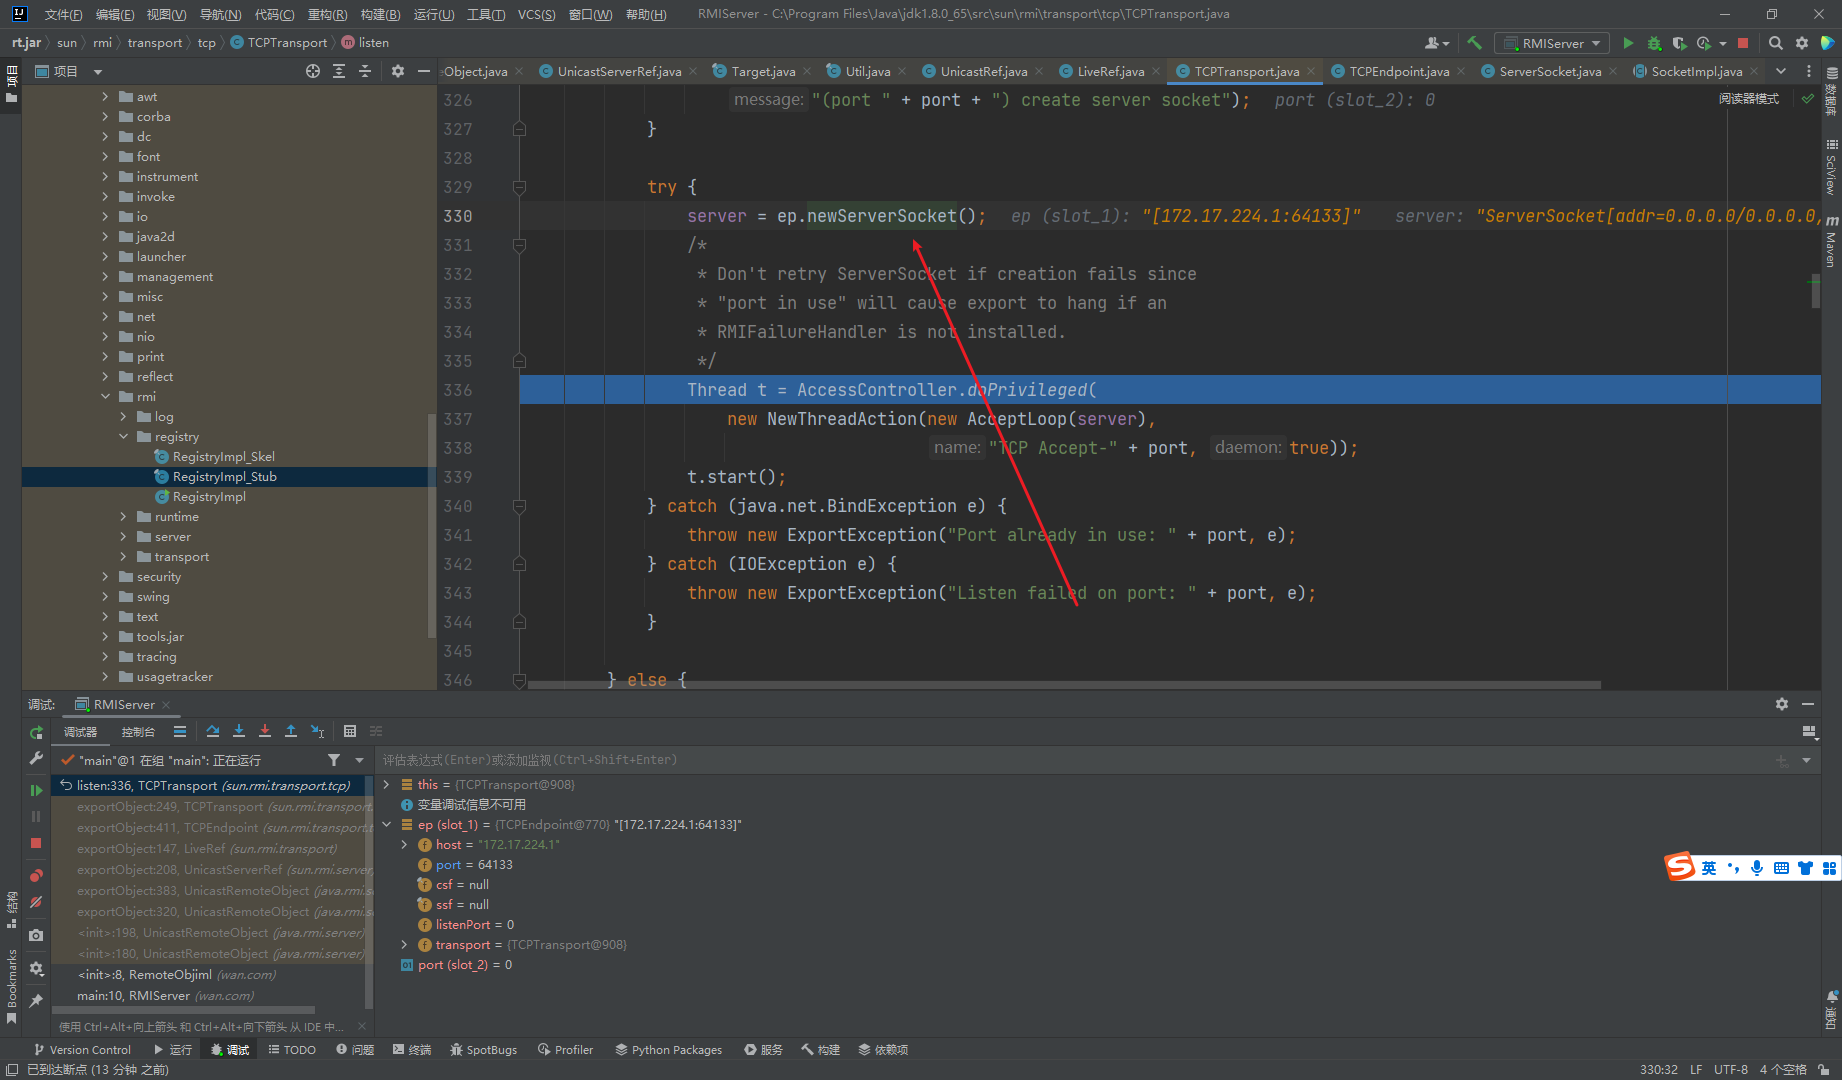 文件(F) 编辑(E) 视图(V) 导航(N) 代码(C) 重构(R) 构建(B) 运行(U) 工具(T) VCS(S) 窗口(W) 帮助(H) RMIServer - C:\Program Files\Java\jdk1.8.0_65\src\sun\rmi\transport\tcp\TCPTransport.java
rt.jar sun rmi transport tcp TCPTransport listen RMIServer
项目 Object.java UnicastServerRef.java Target.java Util.java UnicastRef.java LiveRef.java TCPTransport.java TCPEndpoint.java ServerSocket.java SocketImpl.java
项目
数据库
SciView
Maven
通知
阅读器模式
awt
corba
dc
font
instrument
invoke
io
java2d
launcher
management
misc
net
nio
print
reflect
rmi
log
registry
RegistryImpl_Skel
RegistryImpl_Stub
RegistryImpl
runtime
server
transport
security
swing
text
tools.jar
tracing
usagetracker
326 message: "(port " + port + ") create server socket"); port (slot_2): 0
327 }
328
329 try {
330 server = ep.newServerSocket(); ep (slot_1): "[172.17.224.1:64133]" server: "ServerSocket[addr=0.0.0.0/0.0.0.0,
331 /*
332 * Don't retry ServerSocket if creation fails since
333 * "port in use" will cause export to hang if an
334 * RMIFailureHandler is not installed.
335 */
336 Thread t = AccessController.doPrivileged(
337 new NewThreadAction(new AcceptLoop(server),
338 name: "TCP Accept-" + port, daemon: true));
339 t.start();
340 } catch (java.net.BindException e) {
341 throw new ExportException("Port already in use: " + port, e);
342 } catch (IOException e) {
343 throw new ExportException("Listen failed on port: " + port, e);
344 }
345
346 } else {
调试: RMIServer
调试器 控制台
"main"@1 在组 "main": 正在运行
listen:336, TCPTransport (sun.rmi.transport.tcp)
exportObject:249, TCPTransport (sun.rmi.transport.
exportObject:411, TCPEndpoint (sun.rmi.transport.t
exportObject:147, LiveRef (sun.rmi.transport)
exportObject:208, UnicastServerRef (sun.rmi.server)
exportObject:383, UnicastRemoteObject (java.rmi.se
exportObject:320, UnicastRemoteObject (java.rmi.se
<init>:198, UnicastRemoteObject (java.rmi.server)
<init>:180, UnicastRemoteObject (java.rmi.server)
<init>:8, RemoteObjiml (wan.com)
main:10, RMIServer (wan.com)
使用 Ctrl+Alt+向上箭头 和 Ctrl+Alt+向下箭头 从 IDE 中...
评估表达式(Enter)或添加监视(Ctrl+Shift+Enter)
this = {TCPTransport@908}
变量调试信息不可用
ep (slot_1) = {TCPEndpoint@770} "[172.17.224.1:64133]"
host = "172.17.224.1"
port = 64133
csf = null
ssf = null
listenPort = 0
transport = {TCPTransport@908}
port (slot_2) = 0
结构
Bookmarks
英
Version Control 运行 调试 TODO 问题 终端 SpotBugs Profiler Python Packages 服务 构建 依赖项
已到达断点 (13 分钟 之前) 330:32 LF UTF-8 4 个空格